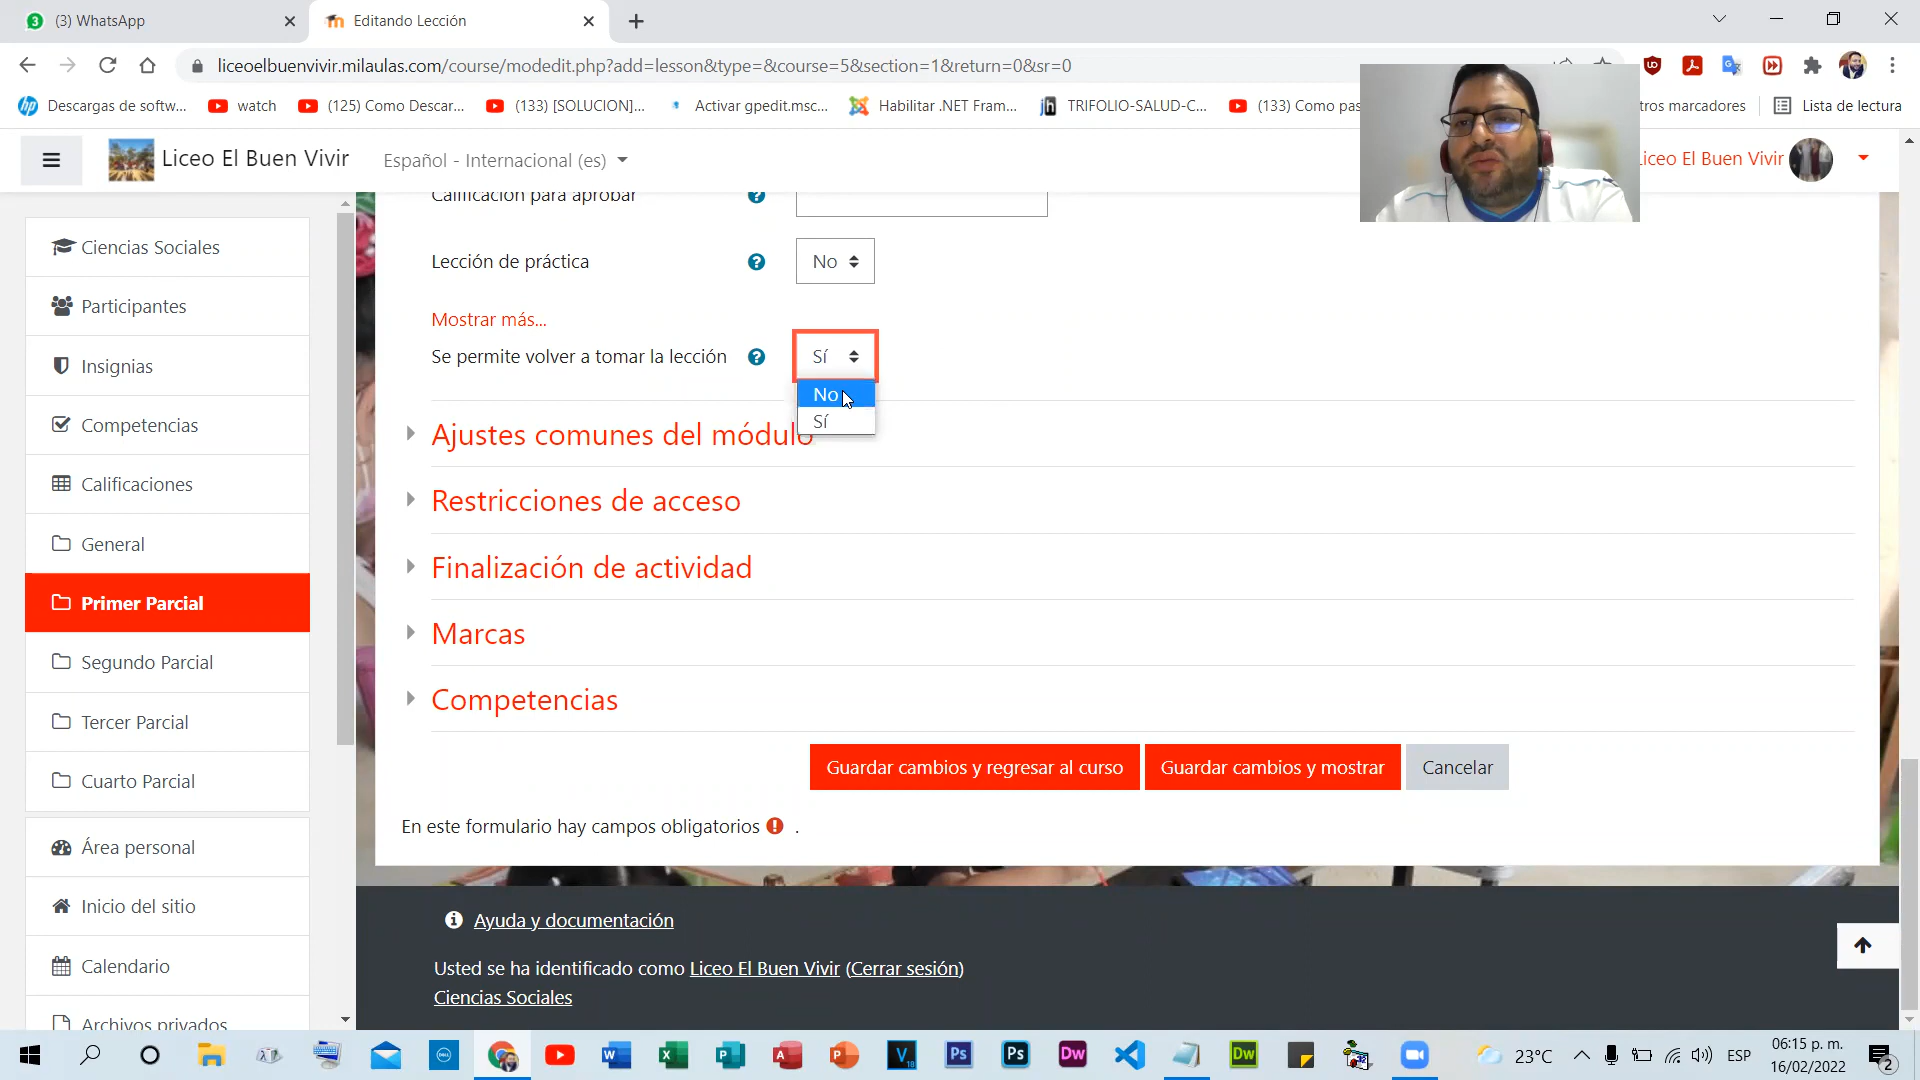 (3) WhatsApp
Editando Lección
liceoelbuenvivir.milaulas.com/course/modedit.php?add=lesson&type=&course=5&section=1&return=0&sr=0
Descargas de softw...
watch
(125) Como Descar...
(133) [SOLUCION]...
Activar gpedit.msc...
Habilitar .NET Fram...
TRIFOLIO-SALUD-C...
(133) Como pas
tros marcadores
Lista de lectura
Liceo El Buen Vivir
Español - Internacional (es)
iceo El Buen Vivir
Ciencias Sociales
Participantes
Insignias
Competencias
Calificaciones
General
Primer Parcial
Segundo Parcial
Tercer Parcial
Cuarto Parcial
Área personal
Inicio del sitio
Calendario
Archivos privados
Calificación para aprobar
Lección de práctica
No
Mostrar más...
Se permite volver a tomar la lección
Sí
No
Sí
Ajustes comunes del módulo
Restricciones de acceso
Finalización de actividad
Marcas
Competencias
Guardar cambios y regresar al curso
Guardar cambios y mostrar
Cancelar
En este formulario hay campos obligatorios .
Ayuda y documentación
Usted se ha identificado como Liceo El Buen Vivir (Cerrar sesión)
Ciencias Sociales
23°C
ESP
06:15 p. m.
16/02/2022
2